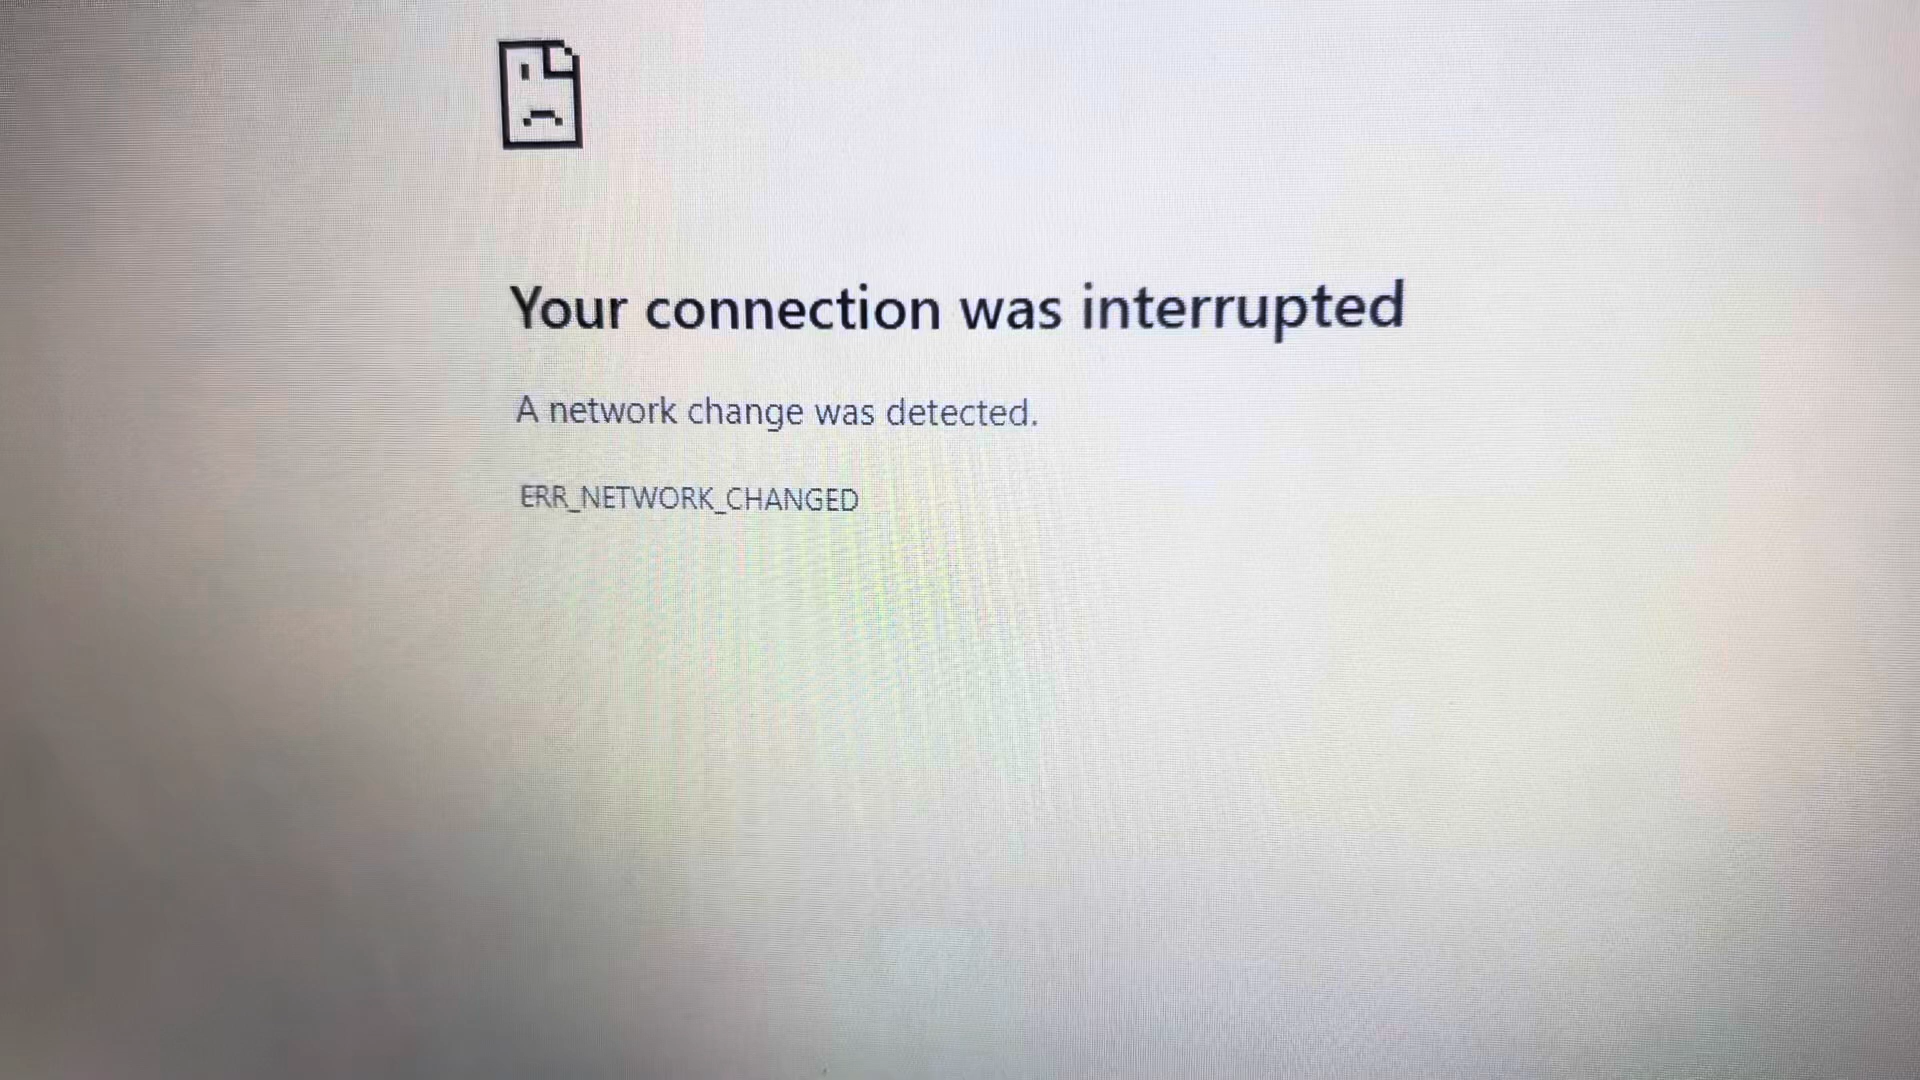 Your connection was interrupted
A network change was detected.
ERR_NETWORK_CHANGED